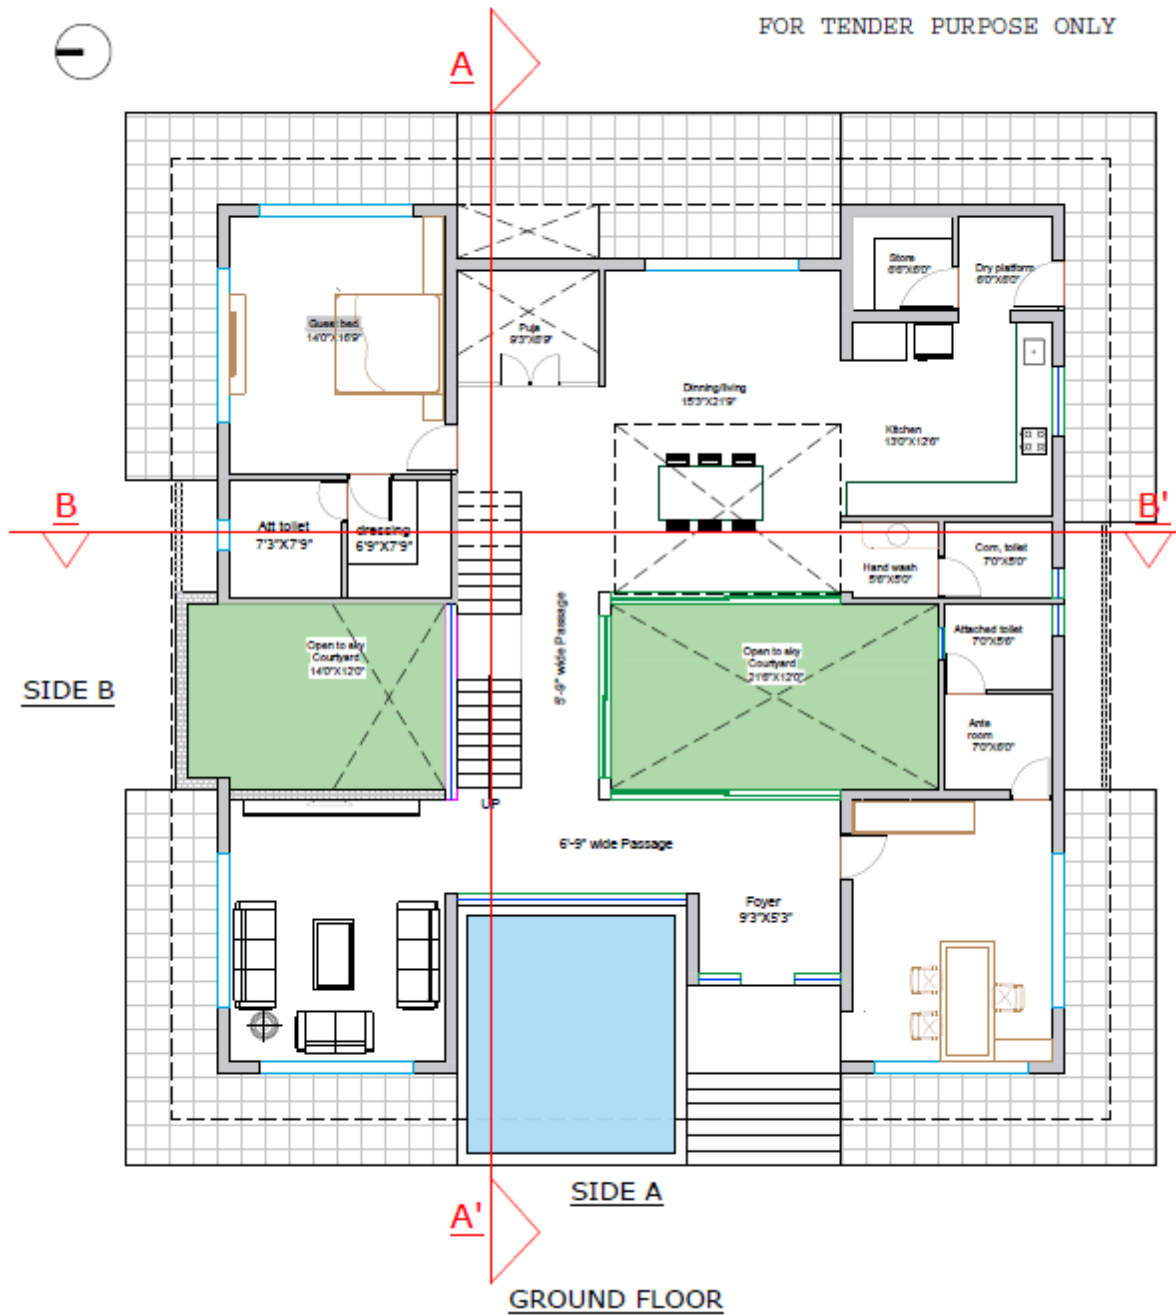 FOR TENDER PURPOSE ONLY
A
Store
6'6"X6'0"
Dry platform
6'0"X6'0"
Guest bed
14'0"X16'9"
Puja
Dinning/living
15'3"X21'9"
Kitchen
13'0"X12'6"
B
B'
Att toilet
7'3"X7'9"
dressing
6'9"X7'9"
Hand wash
5'6"X5'0"
Com. toilet
7'0"X5'0"
Open to sky
Courtyard
14'0"X12'0"
6'-9" wide Passage
Open to sky
Courtyard
21'6"X12'0"
Attached toilet
7'0"X5'6"
SIDE B
Ante
room
7'0"X6'0"
UP
6'-9" wide Passage
Foyer
9'3"X5'3"
SIDE A
A'
GROUND FLOOR